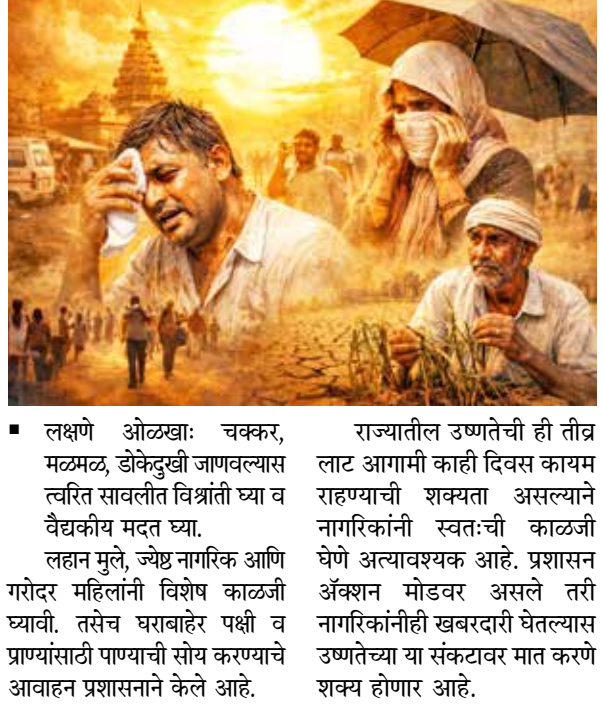 ▪ लक्षणे ओळखाः चक्कर,
मळमळ, डोकेदुखी जाणवल्यास
त्वरित सावलीत विश्रांती घ्या व
वैद्यकीय मदत घ्या.
लहान मुले, ज्येष्ठ नागरिक आणि
गरोदर महिलांनी विशेष काळजी
घ्यावी. तसेच घराबाहेर पक्षी व
प्राण्यांसाठी पाण्याची सोय करण्याचे
आवाहन प्रशासनाने केले आहे.
राज्यातील उष्णतेची ही तीव्र
लाट आगामी काही दिवस कायम
राहण्याची शक्यता असल्याने
नागरिकांनी स्वतःची काळजी
घेणे अत्यावश्यक आहे. प्रशासन
ॲक्शन मोडवर असले तरी
नागरिकांनीही खबरदारी घेतल्यास
उष्णतेच्या या संकटावर मात करणे
शक्य होणार आहे.